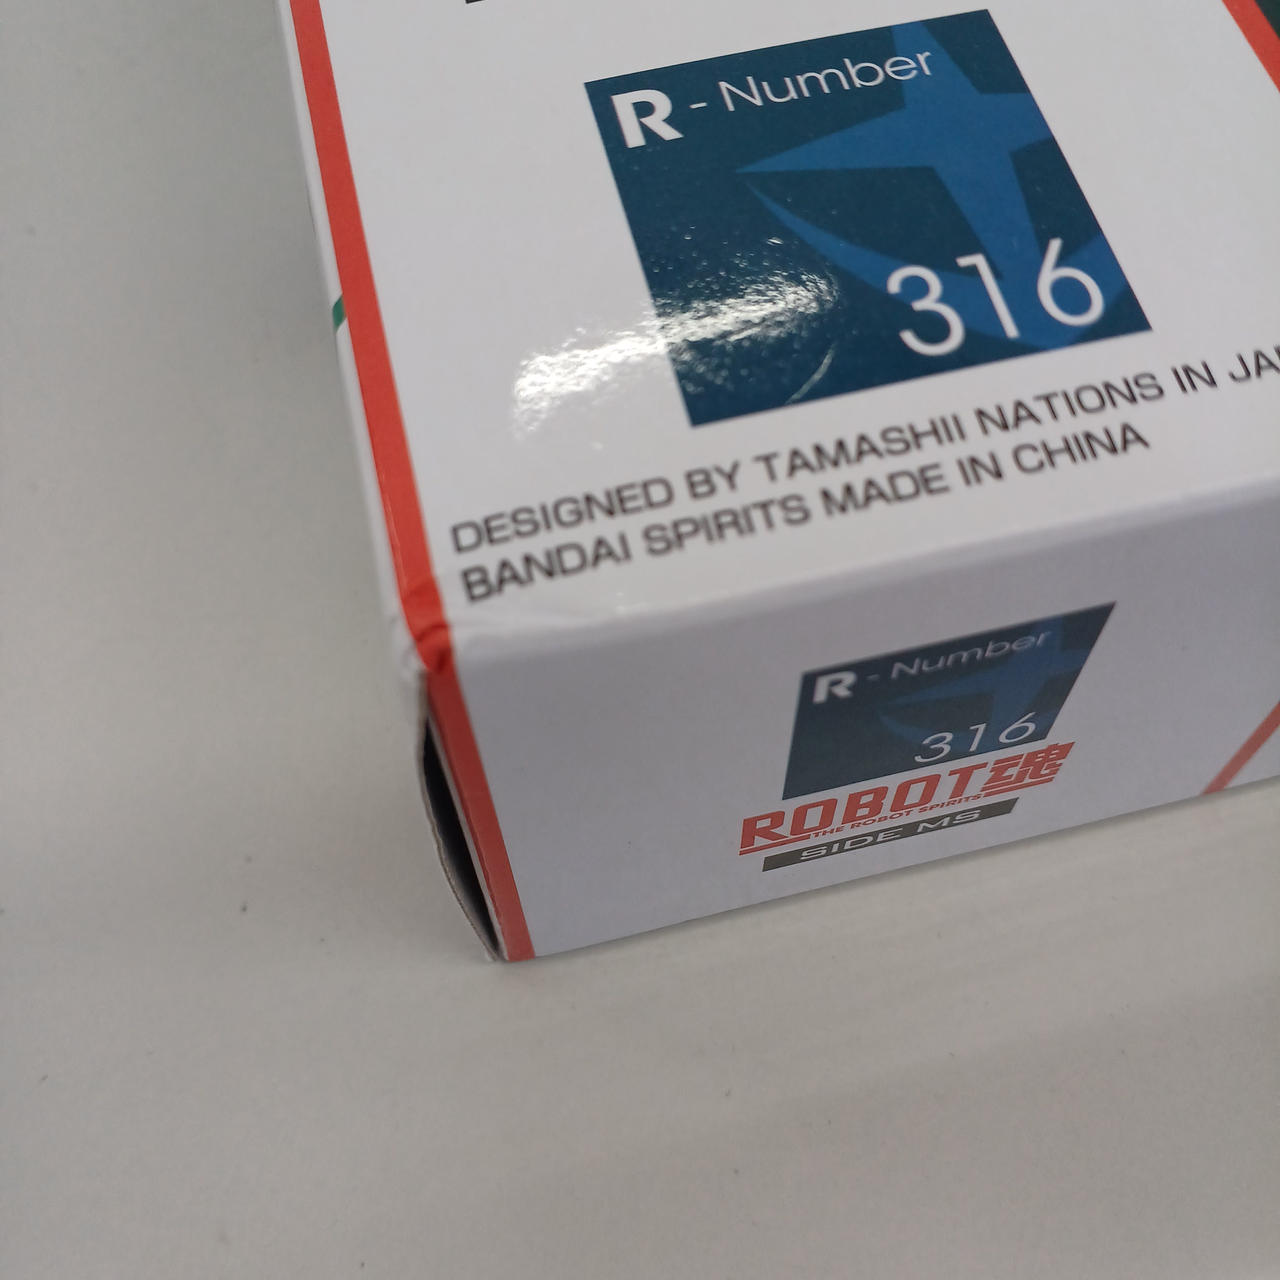 R - Number
316
DESIGNED BY TAMASHII NATIONS IN JA
BANDAI SPIRITS MADE IN CHINA
R - Number
316
ROBOT魂
THE ROBOT SPIRITS
SIDE MS